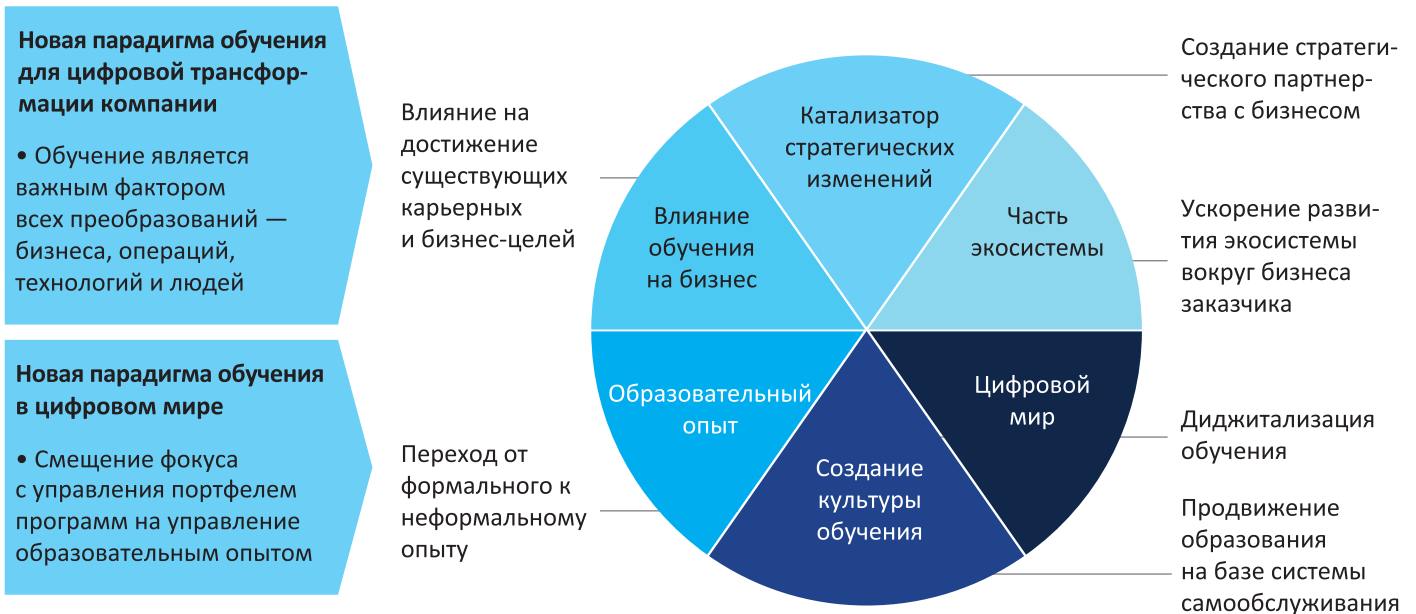 Новая парадигма обучения
для цифровой трансфор-
мации компании
• Обучение является
важным фактором
всех преобразований —
бизнеса, операций,
технологий и людей
Новая парадигма обучения
в цифровом мире
• Смещение фокуса
с управления портфелем
программ на управление
образовательным опытом
Влияние на
достижение
существующих
карьерных
и бизнес-целей
Переход от
формального к
неформальному
опыту
Катализатор
стратегических
изменений
Влияние
обучения
на бизнес
Часть
экосистемы
Образовательный
опыт
Цифровой
мир
Создание
культуры
обучения
Создание стратеги-
ческого партнер-
ства с бизнесом
Ускорение разви-
тия экосистемы
вокруг бизнеса
заказчика
Диджитализация
обучения
Продвижение
образования
на базе системы
самообслуживания